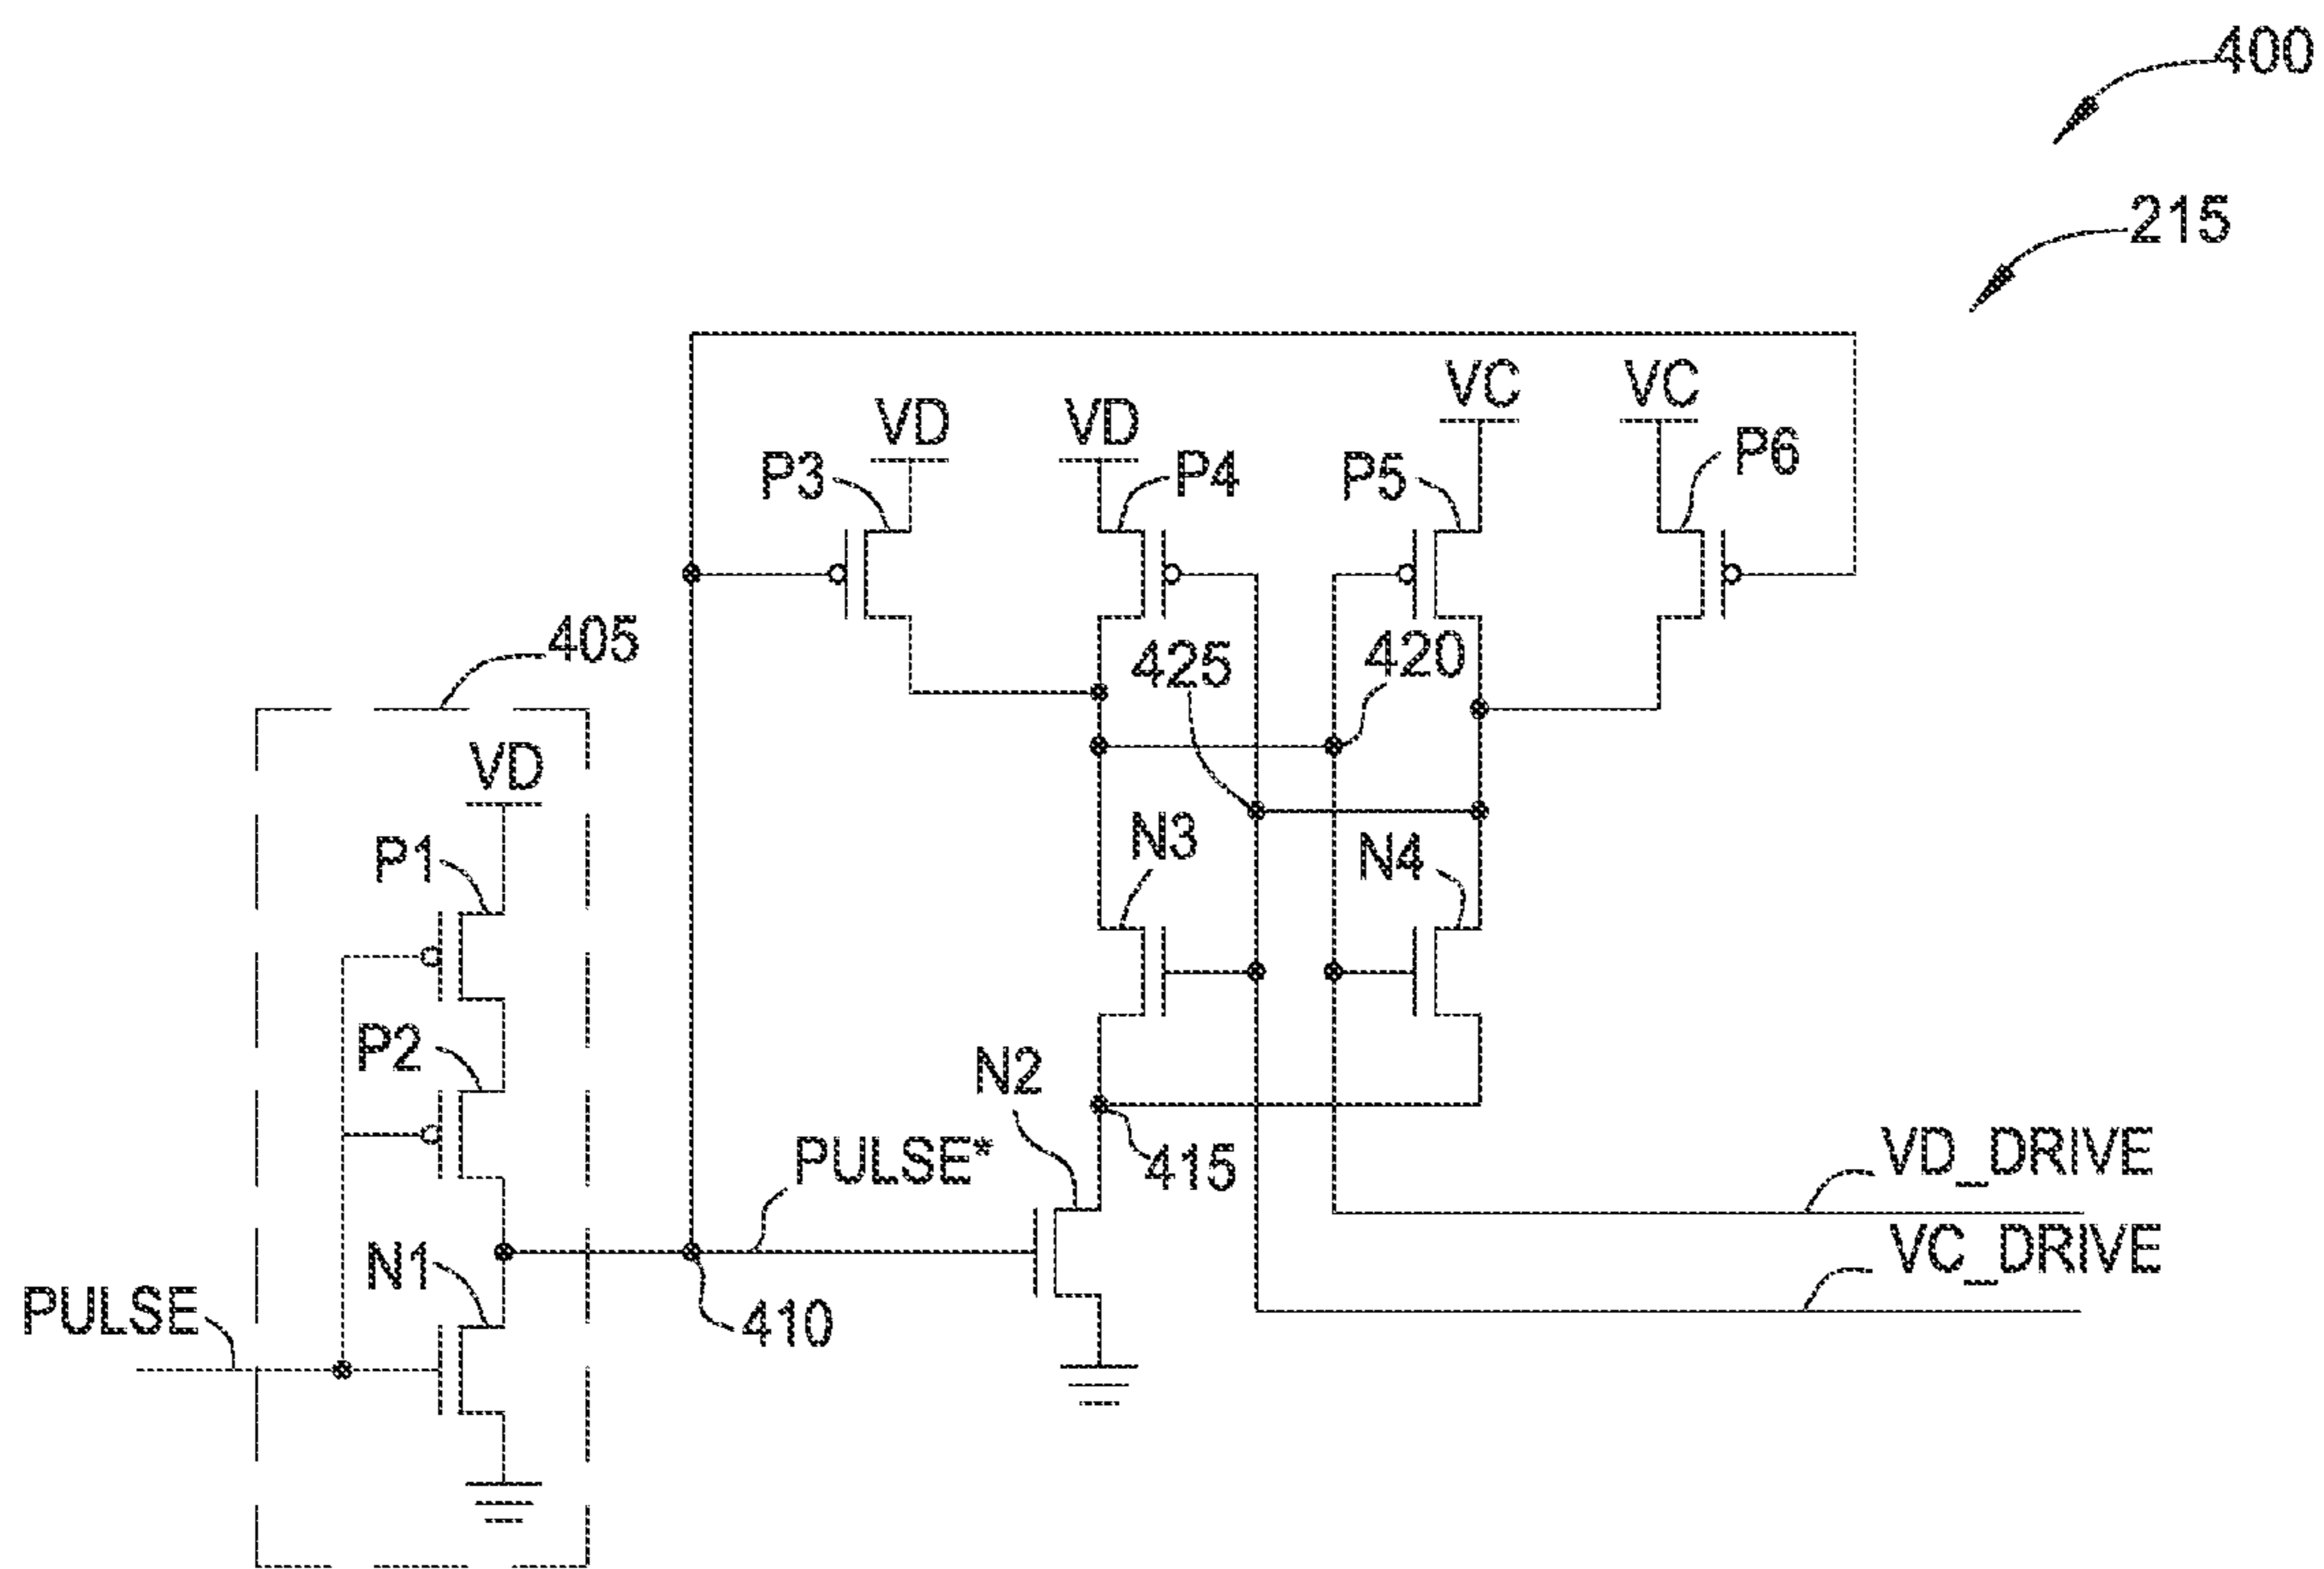 400
215
VC VC
VD VD
P3 P4 P5 P6
405
425 420
VD
P1
N3 N4
P2
N2
PULSE*
415
VD_DRIVE
N1
VC_DRIVE
PULSE
410